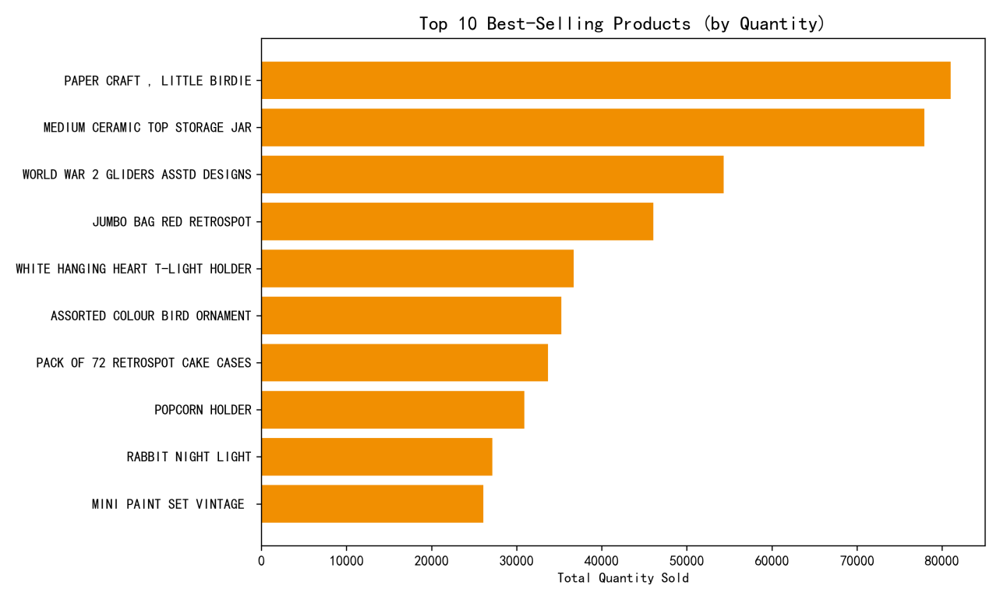 Top 10 Best-Selling Products (by Quantity)
PAPER CRAFT , LITTLE BIRDIE
MEDIUM CERAMIC TOP STORAGE JAR
WORLD WAR 2 GLIDERS ASSTD DESIGNS
JUMBO BAG RED RETROSPOT
WHITE HANGING HEART T-LIGHT HOLDER
ASSORTED COLOUR BIRD ORNAMENT
PACK OF 72 RETROSPOT CAKE CASES
POPCORN HOLDER
RABBIT NIGHT LIGHT
MINI PAINT SET VINTAGE
0 10000 20000 30000 40000 50000 60000 70000 80000
Total Quantity Sold